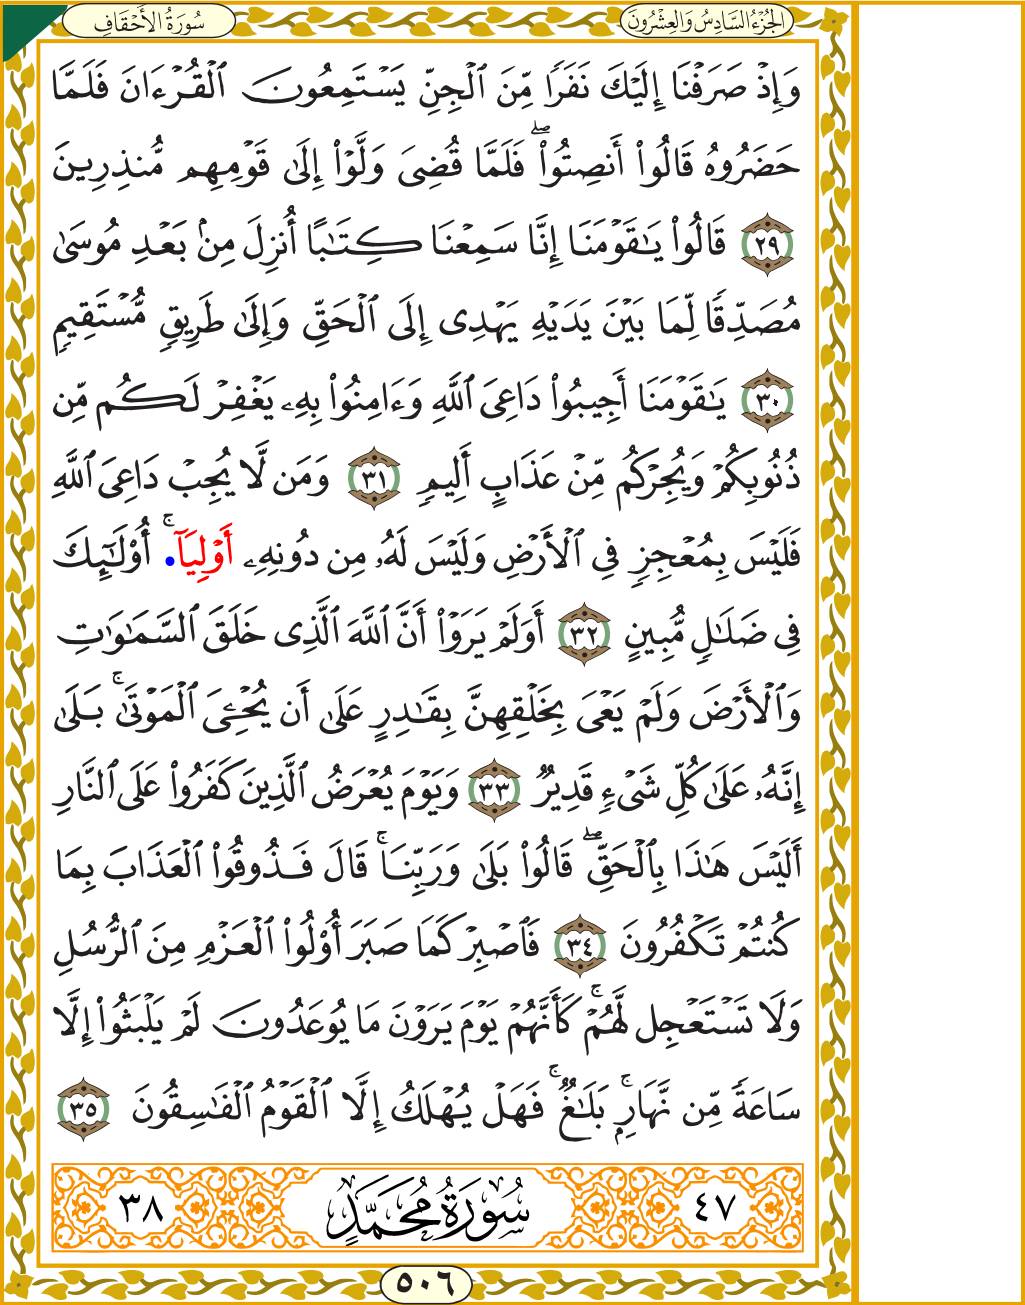 سُورَةُ الأَحْقَافِ
الجُزْءُ السَّادِسُ وَالعِشْرُونَ
وَإِذْ صَرَفْنَآ إِلَيْكَ نَفَرًا مِّنَ ٱلْجِنِّ يَسْتَمِعُونَ ٱلْقُرْءَانَ فَلَمَّا
حَضَرُوهُ قَالُوٓا۟ أَنصِتُوا۟ۖ فَلَمَّا قُضِىَ وَلَّوْا۟ إِلَىٰ قَوْمِهِم مُّنذِرِينَ
٢٩ قَالُوا۟ يَٰقَوْمَنَآ إِنَّا سَمِعْنَا كِتَٰبًا أُنزِلَ مِنۢ بَعْدِ مُوسَىٰ
مُصَدِّقًا لِّمَا بَيْنَ يَدَيْهِ يَهْدِىٓ إِلَى ٱلْحَقِّ وَإِلَىٰ طَرِيقٍ مُّسْتَقِيمٍ
٣٠ يَٰقَوْمَنَآ أَجِيبُوا۟ دَاعِىَ ٱللَّهِ وَءَامِنُوا۟ بِهِۦ يَغْفِرْ لَكُم مِّن
ذُنُوبِكُمْ وَيُجِرْكُم مِّنْ عَذَابٍ أَلِيمٍ ٣١ وَمَن لَّا يُجِبْ دَاعِىَ ٱللَّهِ
فَلَيْسَ بِمُعْجِزٍ فِى ٱلْأَرْضِ وَلَيْسَ لَهُۥ مِن دُونِهِۦٓ أَوْلِيَآ. ۚ أُو۟لَٰٓئِكَ
فِى ضَلَٰلٍ مُّبِينٍ ٣٢ أَوَلَمْ يَرَوْا۟ أَنَّ ٱللَّهَ ٱلَّذِى خَلَقَ ٱلسَّمَٰوَٰتِ
وَٱلْأَرْضَ وَلَمْ يَعْىَ بِخَلْقِهِنَّ بِقَٰدِرٍ عَلَىٰٓ أَن يُحْۦِىَ ٱلْمَوْتَىٰۚ بَلَىٰٓ
إِنَّهُۥ عَلَىٰ كُلِّ شَىْءٍ قَدِيرٌ ٣٣ وَيَوْمَ يُعْرَضُ ٱلَّذِينَ كَفَرُوا۟ عَلَى ٱلنَّارِ
أَلَيْسَ هَٰذَا بِٱلْحَقِّۖ قَالُوا۟ بَلَىٰ وَرَبِّنَاۚ قَالَ فَذُوقُوا۟ ٱلْعَذَابَ بِمَا
كُنتُمْ تَكْفُرُونَ ٣٤ فَٱصْبِرْ كَمَا صَبَرَ أُو۟لُوا۟ ٱلْعَزْمِ مِنَ ٱلرُّسُلِ
وَلَا تَسْتَعْجِل لَّهُمْۚ كَأَنَّهُمْ يَوْمَ يَرَوْنَ مَا يُوعَدُونَ لَمْ يَلْبَثُوٓا۟ إِلَّا
سَاعَةً مِّن نَّهَارٍۭۚ بَلَٰغٌۚ فَهَلْ يُهْلَكُ إِلَّا ٱلْقَوْمُ ٱلْفَٰسِقُونَ ٣٥
٤٧ سُورَةُ مُحَمَّدٍ ٣٨
٥٠٦